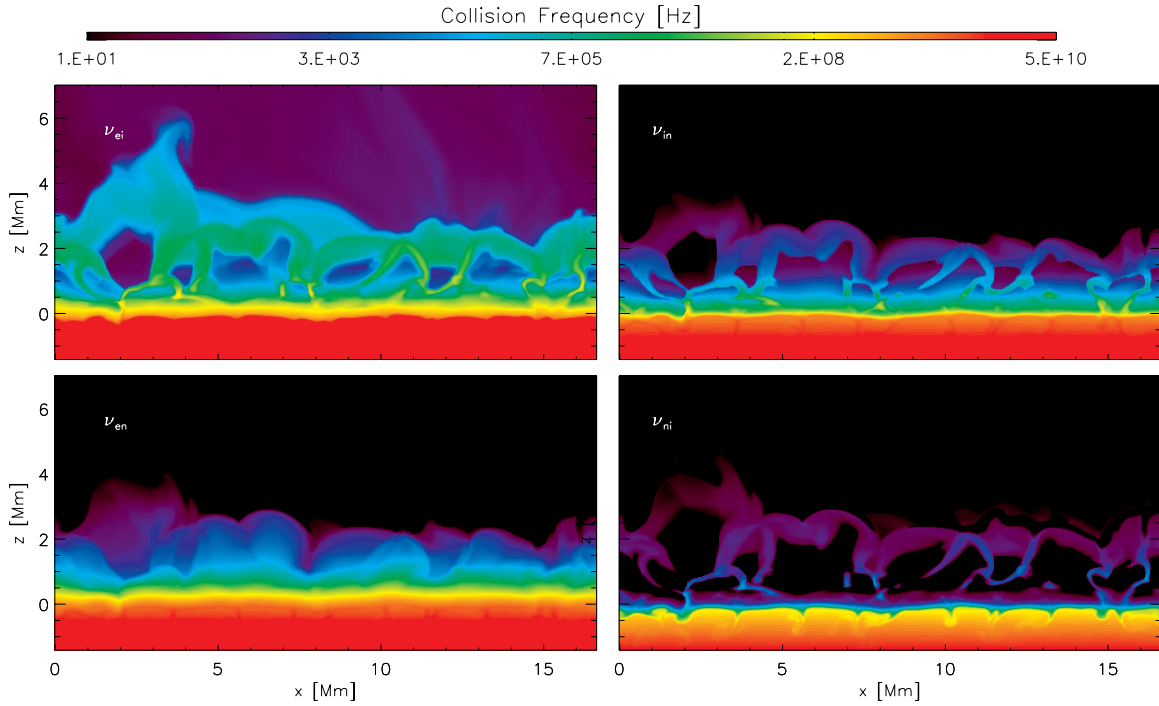 Collision Frequency [Hz]
1.E+01 3.E+03 7.E+05 2.E+08 5.E+10
ν_ei
6
4
2
0
z [Mm]
ν_in
ν_en
6
4
2
0
z [Mm]
z
ν_ni
0 5 10 15
x [Mm]
0 5 10 15
x [Mm]